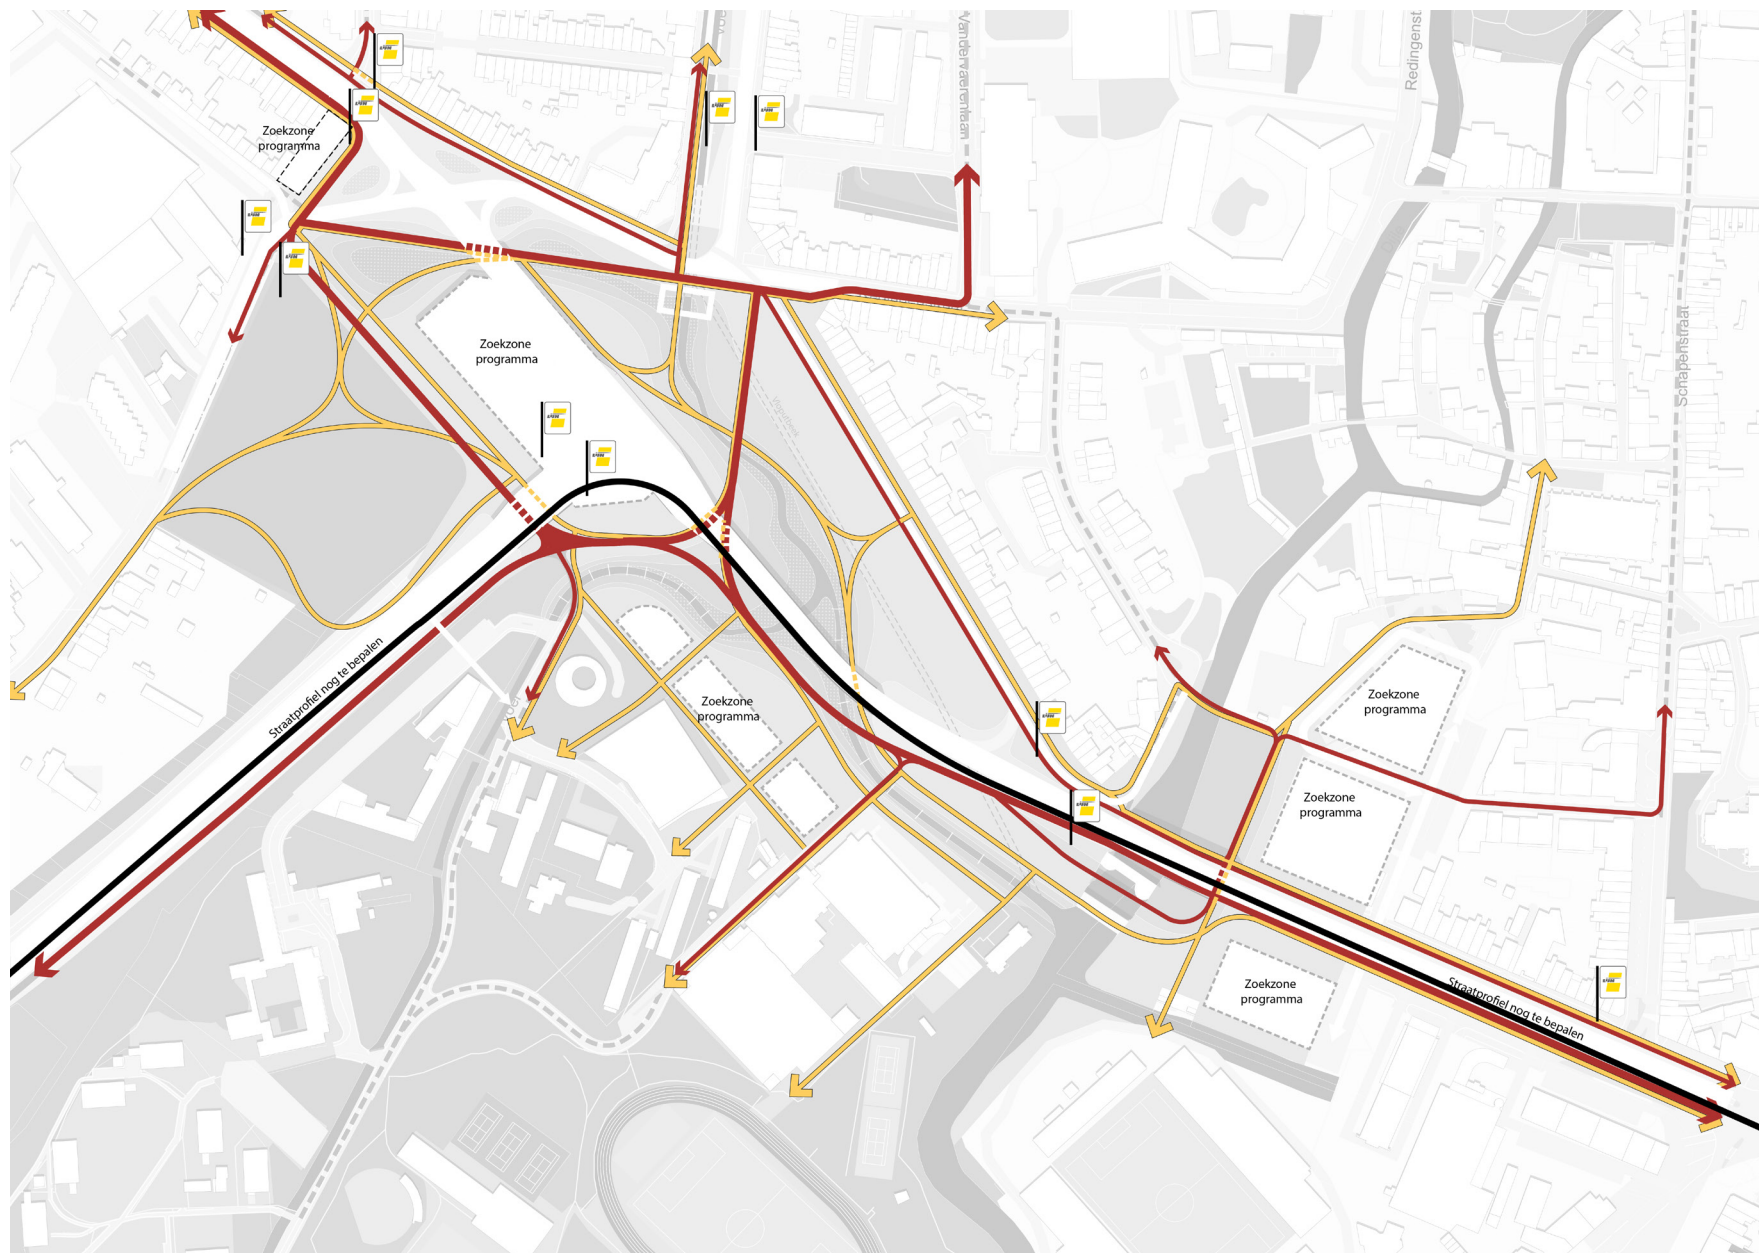 Vandervaerenlaan
Redingenst
Zoekzone
programma
Schapenstraat
Zoekzone
programma
Straatprofiel nog te bepalen
Zoekzone
programma
Zoekzone
programma
Zoekzone
programma
Zoekzone
programma
Straatprofiel nog te bepalen